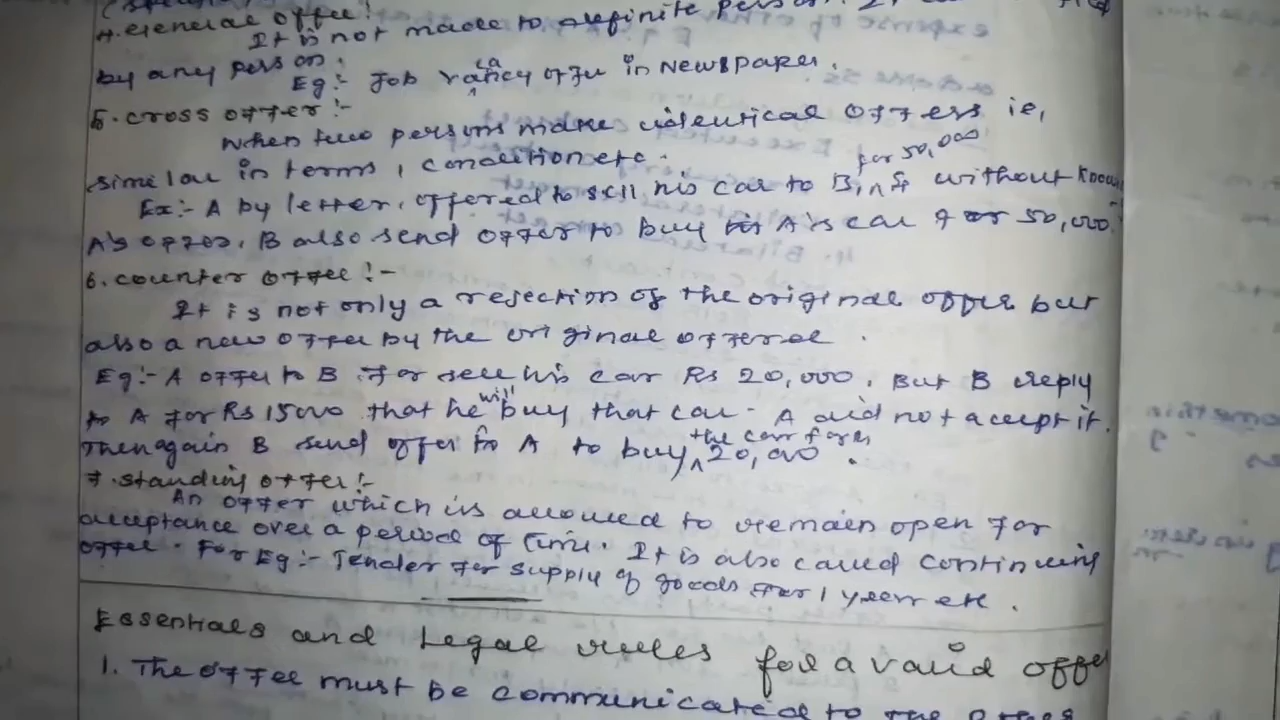 4. General offer:
It is not made to definite person.
by any person.
Eg:- Job vacancy offer in Newspaper.
5. cross offer:-
When two persons make identical offers ie,
similar in terms, condition etc.
Ex:- A by letter, offered to sell his car to B, for 50,000 & without
A's offer, B also send offer to buy A's car for 50,000.
6. counter offer:-
It is not only a rejection of the original offer but
also a new offer by the original offeree.
Eg:- A offer to B for sell his car Rs 20,000. But B reply
to A for Rs 15000 that he will buy that car. A did not accept it.
Then again B send offer to A to buy the car for 20,000.
7. Standing offer:-
An offer which is allowed to remain open for
acceptance over a period of time. It is also called continuing
offer. For Eg:- Tender for supply of goods for 1 year etc.
Essentials and Legal rules for a valid offer
1. The offer must be communicated to the other